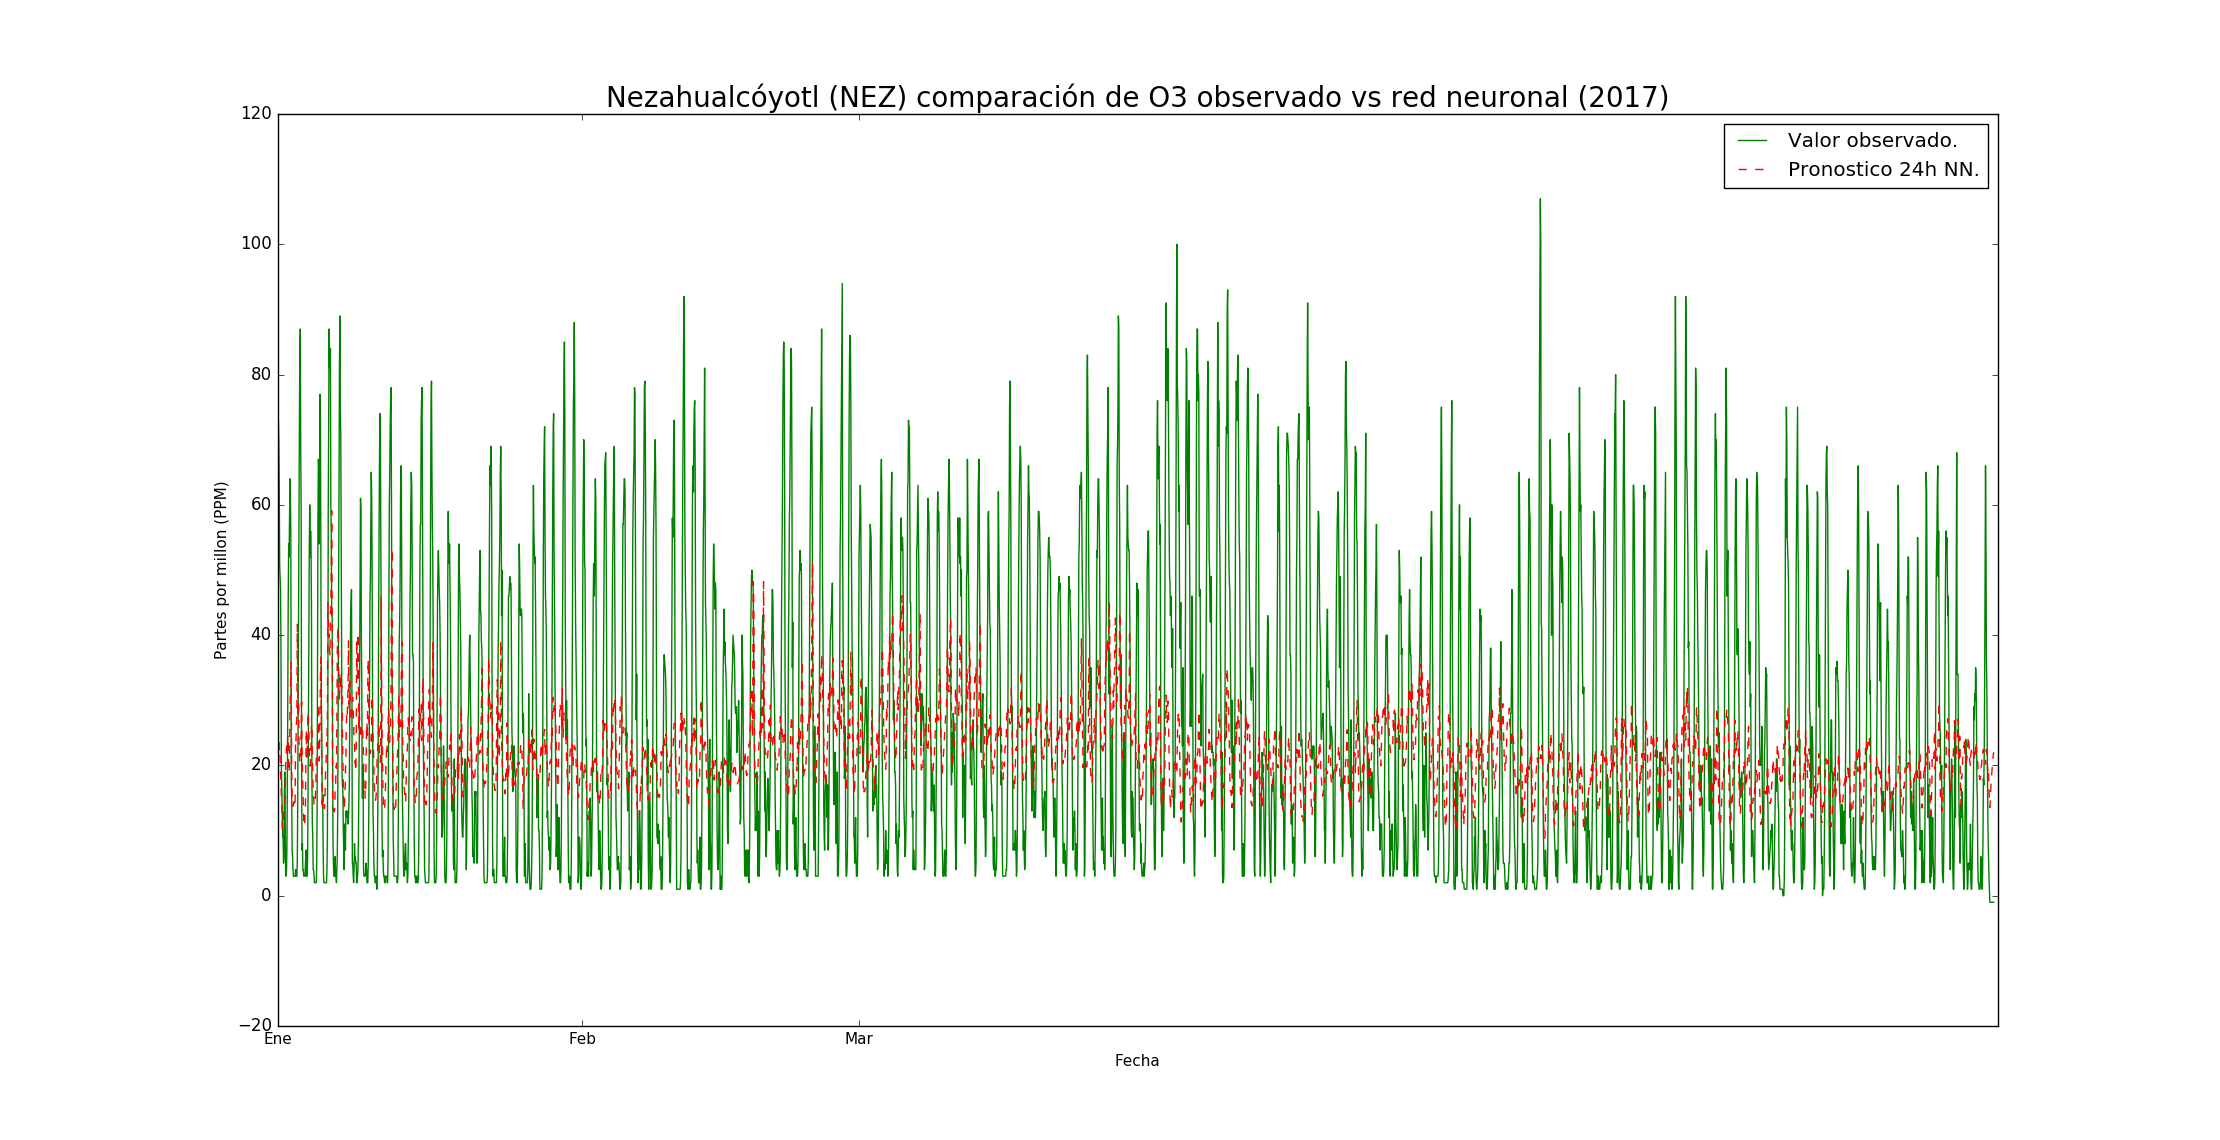 Nezahualcóyotl (NEZ) comparación de O3 observado vs red neuronal (2017)
Valor observado.
Pronostico 24h NN.
120
100
80
60
40
20
0
−20
Partes por millon (PPM)
Ene
Feb
Mar
Fecha